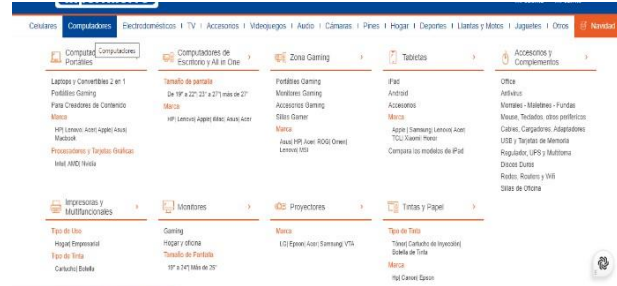 Celulares Computadores Electrodomésticos TV Accesorios Videojuegos Audio Cámaras Pines Hogar Deportes Llantas y Motos Juguetes Otros Navidad
Computadores
Portátiles
Computadores
Laptops y Convertibles 2 en 1
Portátiles Gaming
Para Creadores de Contenido
Marca
HP| Lenovo| Acer| Apple| Asus|
Macbook
Procesadores y Tarjetas Gráficas
Intel| AMD| Nvidia
Computadores de
Escritorio y All in One
Tamaño de pantalla
De 19" a 22"| 23" a 27"| más de 27"
Marca
HP| Lenovo| Apple| iMac| Asus| Acer
Zona Gaming
Portátiles Gaming
Monitores Gaming
Accesorios Gaming
Sillas Gamer
Marca
Asus| HP| Acer| ROG| Omen|
Lenovo| MSI
Tabletas
iPad
Android
Accesorios
Marca
Apple | Samsung| Lenovo| Acer|
TCL| Xiaomi| Honor
Compara los modelos de iPad
Accesorios y
Complementos
Office
Antivirus
Morrales - Maletines - Fundas
Mouse, Teclados, otros periféricos
Cables, Cargadores, Adaptadores
USB y Tarjetas de Memoria
Regulador, UPS y Multitoma
Discos Duros
Redes, Routers y Wifi
Sillas de Oficina
Impresoras y
Multifuncionales
Tipo de Uso
Hogar| Empresarial
Tipo de Tinta
Cartucho| Botella
Monitores
Gaming
Hogar y oficina
Tamaño de Pantalla
19" a 24"| Más de 25"
Proyectores
Marca
LG| Epson| Acer| Samsung| VTA
Tintas y Papel
Tipo de Tinta
Tóner| Cartucho de Inyección|
Botella de Tinta
Marca
Hp| Canon| Epson